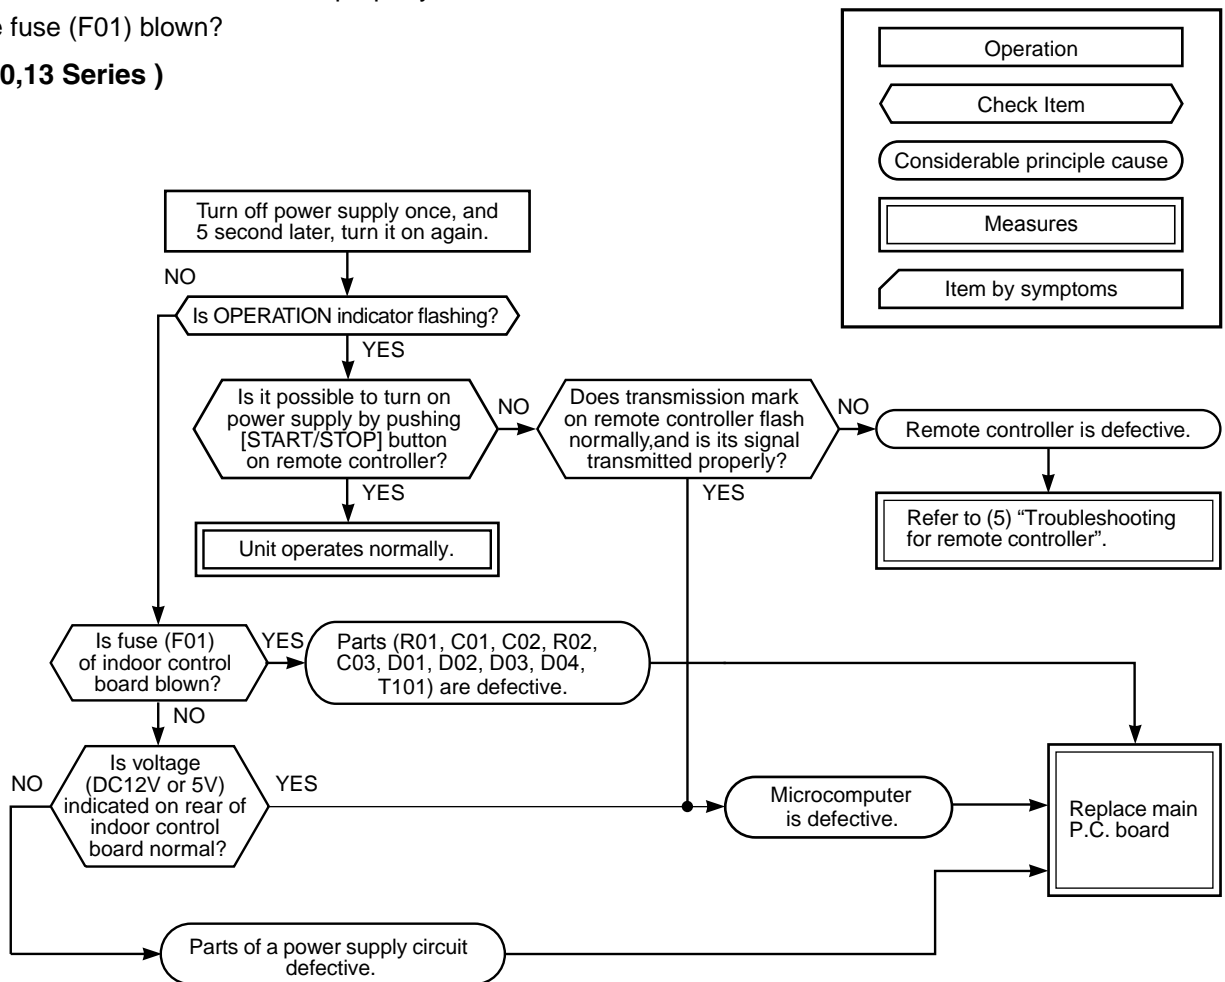 fuse (F01) blown?
0,13 Series )
Operation
Check Item
Considerable principle cause
Measures
Item by symptoms
Turn off power supply once, and
5 second later, turn it on again.
NO
Is OPERATION indicator flashing?
YES
Is it possible to turn on
power supply by pushing
[START/STOP] button
on remote controller?
NO
Does transmission mark
on remote controller flash
normally,and is its signal
transmitted properly?
NO
Remote controller is defective.
YES
YES
Unit operates normally.
Refer to (5) “Troubleshooting
for remote controller”.
Is fuse (F01)
of indoor control
board blown?
YES
Parts (R01, C01, C02, R02,
C03, D01, D02, D03, D04,
T101) are defective.
NO
Is voltage
(DC12V or 5V)
indicated on rear of
indoor control
board normal?
NO
YES
Microcomputer
is defective.
Replace main
P.C. board
Parts of a power supply circuit
defective.